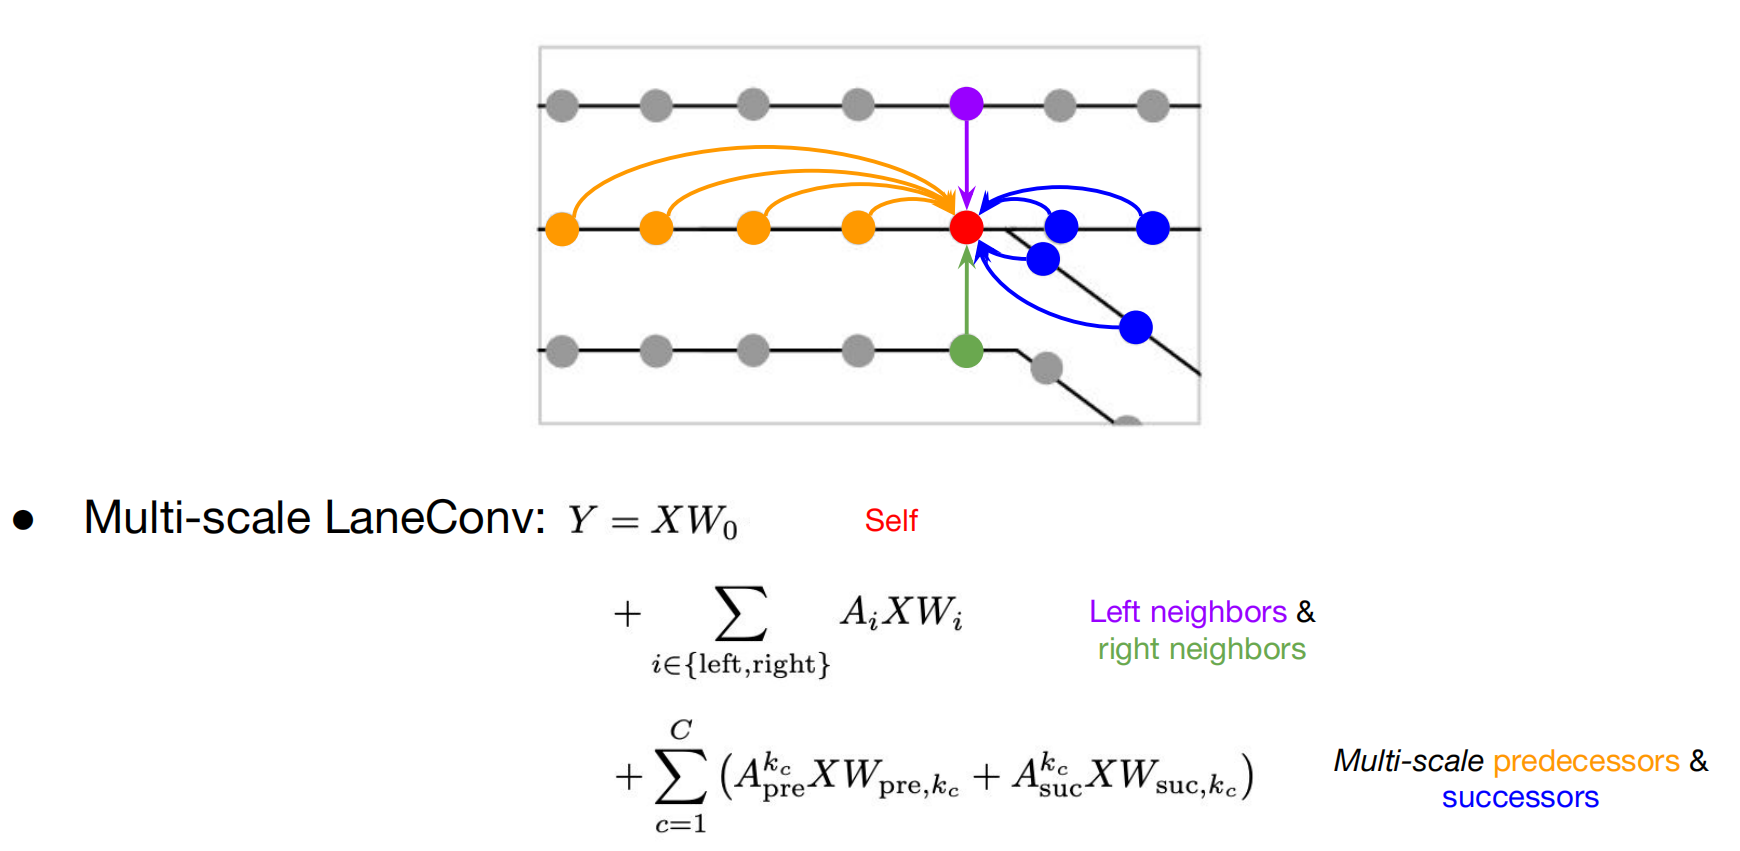 ● Multi-scale LaneConv: $Y = XW_0$ Self
$+ \sum_{i \in \{\text{left,right}\}} A_i X W_i$ Left neighbors &
right neighbors
$+ \sum_{c=1}^{C} \left( A_{\text{pre}}^{k_c} X W_{\text{pre},k_c} + A_{\text{suc}}^{k_c} X W_{\text{suc},k_c} \right)$ Multi-scale predecessors &
successors